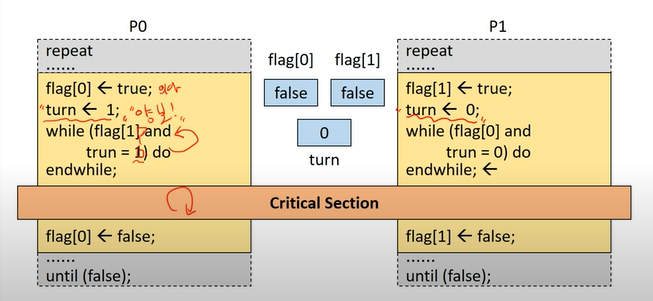 P0
repeat
......
flag[0] ← true; 의사
"turn ← 1; "양보!"
while (flag[1] and
trun = 1) do
endwhile;
flag[0] ← false;
......
until (false);
flag[0] flag[1]
false false
0
turn
Critical Section
P1
repeat
......
flag[1] ← true;
"turn ← 0;"
while (flag[0] and
trun = 0) do
endwhile; ←
flag[1] ← false;
......
until (false);